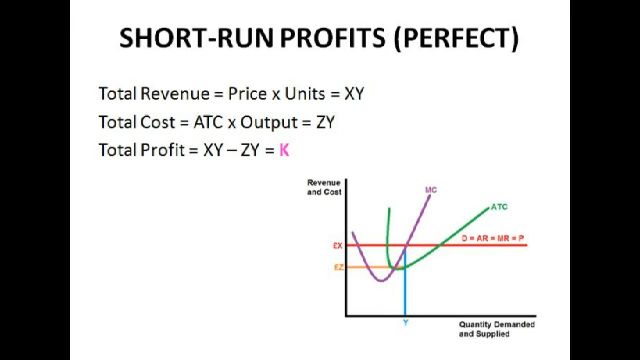 SHORT-RUN PROFITS (PERFECT)
Total Revenue = Price x Units = XY
Total Cost = ATC x Output = ZY
Total Profit = XY – ZY = K
Revenue
and Cost
MC
ATC
D = AR = MR = P
£X
£Z
Y
Quantity Demanded
and Supplied